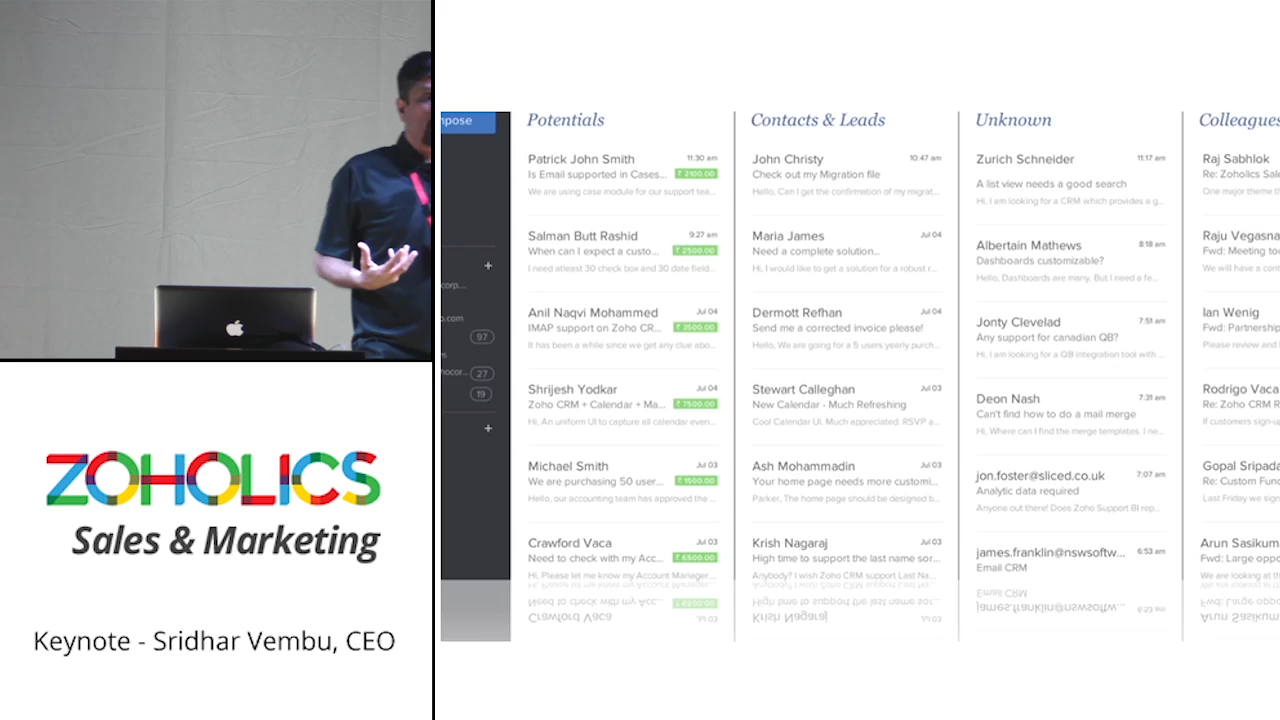 ZOHOLICS
Sales & Marketing
Keynote - Sridhar Vembu, CEO
mpose
corp...
o.com
97
hocor... 27
19
Potentials
Patrick John Smith 11:30 am
Is Email supported in Cases... ₹ 2100.00
We are using case module for our support tea...
Salman Butt Rashid 9:27 am
When can I expect a custo... ₹ 2500.00
I need atleast 30 check box and 30 date field...
Anil Naqvi Mohammed Jul 04
IMAP support on Zoho CR... ₹ 3500.00
It has been a while since we get any clue abo...
Shrijesh Yodkar Jul 04
Zoho CRM + Calendar + Ma... ₹ 7500.00
Hi, An uniform UI to capture all calendar even...
Michael Smith Jul 03
We are purchasing 50 user... ₹ 1500.00
Hello, our accounting team has approved the ...
Crawford Vaca Jul 03
Need to check with my Acc... ₹ 6500.00
Hi, Please let me know my Account Manager...
Contacts & Leads
John Christy 10:47 am
Check out my Migration file
Hello, Can I get the confirmation of my migrat...
Maria James Jul 04
Need a complete solution...
Hi, I would like to get a solution for a robust r...
Dermott Refhan Jul 04
Send me a corrected invoice please!
Hello, We are going for a 5 users yearly purch...
Stewart Calleghan Jul 03
New Calendar - Much Refreshing
Cool Calendar UI. Much appreciated. RSVP a...
Ash Mohammadin Jul 03
Your home page needs more customi...
Parker, The home page should be designed b...
Krish Nagaraj Jul 03
High time to support the last name sor...
Anybody? I wish Zoho CRM support Last Na...
Unknown
Zurich Schneider 11:17 am
A list view needs a good search
Hi, I am looking for a CRM which provides a g...
Albertain Mathews 8:18 am
Dashboards customizable?
Hello, Dashboards are many. But I need a fe...
Jonty Clevelad 7:51 am
Any support for canadian QB?
Hi, I am looking for a QB integration tool with ...
Deon Nash 7:31 am
Can't find how to do a mail merge
Hi, Where can I find the merge templates. I ne...
jon.foster@sliced.co.uk 7:07 am
Analytic data required
Anyone out there! Does Zoho Support BI rep...
james.franklin@nswsoftw... 6:53 am
Email CRM
Colleagues
Raj Sabhlok
Re: Zoholics Sale
One major theme th
Raju Vegasna
Fwd: Meeting too
We will have a cont
Ian Wenig
Fwd: Partnership
Please review and l
Rodrigo Vaca
Re: Zoho CRM R
If customers sign-up
Gopal Sripada
Re: Custom Func
Last Friday we sign
Arun Sasikum
Fwd: Large oppo
We are looking at th